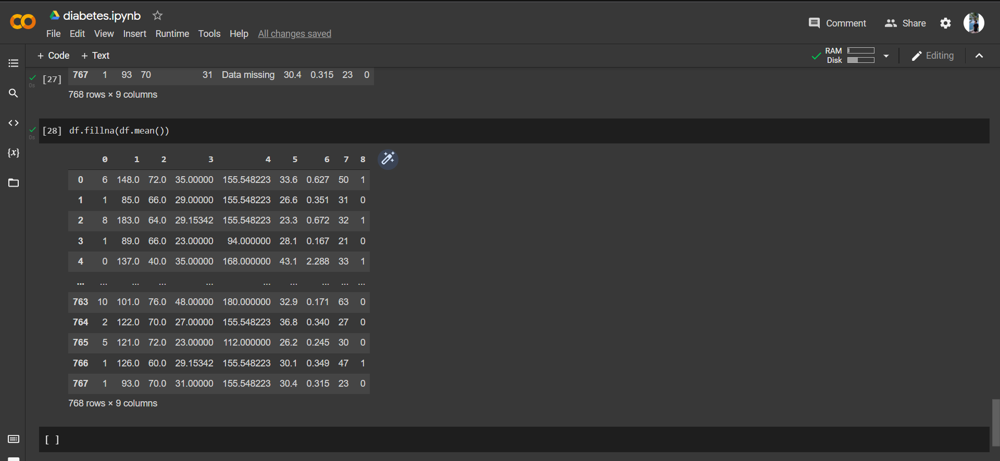 diabetes.ipynb
File Edit View Insert Runtime Tools Help All changes saved
Comment Share
+ Code + Text
RAM
Disk
Editing
[27] 767 1 93 70 31 Data missing 30.4 0.315 23 0
0s
768 rows × 9 columns
[28] df.fillna(df.mean())
0s
{x}
0 1 2 3 4 5 6 7 8
0 6 148.0 72.0 35.00000 155.548223 33.6 0.627 50 1
1 1 85.0 66.0 29.00000 155.548223 26.6 0.351 31 0
2 8 183.0 64.0 29.15342 155.548223 23.3 0.672 32 1
3 1 89.0 66.0 23.00000 94.000000 28.1 0.167 21 0
4 0 137.0 40.0 35.00000 168.000000 43.1 2.288 33 1
... ... ... ... ... ... ... ... ... ...
763 10 101.0 76.0 48.00000 180.000000 32.9 0.171 63 0
764 2 122.0 70.0 27.00000 155.548223 36.8 0.340 27 0
765 5 121.0 72.0 23.00000 112.000000 26.2 0.245 30 0
766 1 126.0 60.0 29.15342 155.548223 30.1 0.349 47 1
767 1 93.0 70.0 31.00000 155.548223 30.4 0.315 23 0
768 rows × 9 columns
[ ]